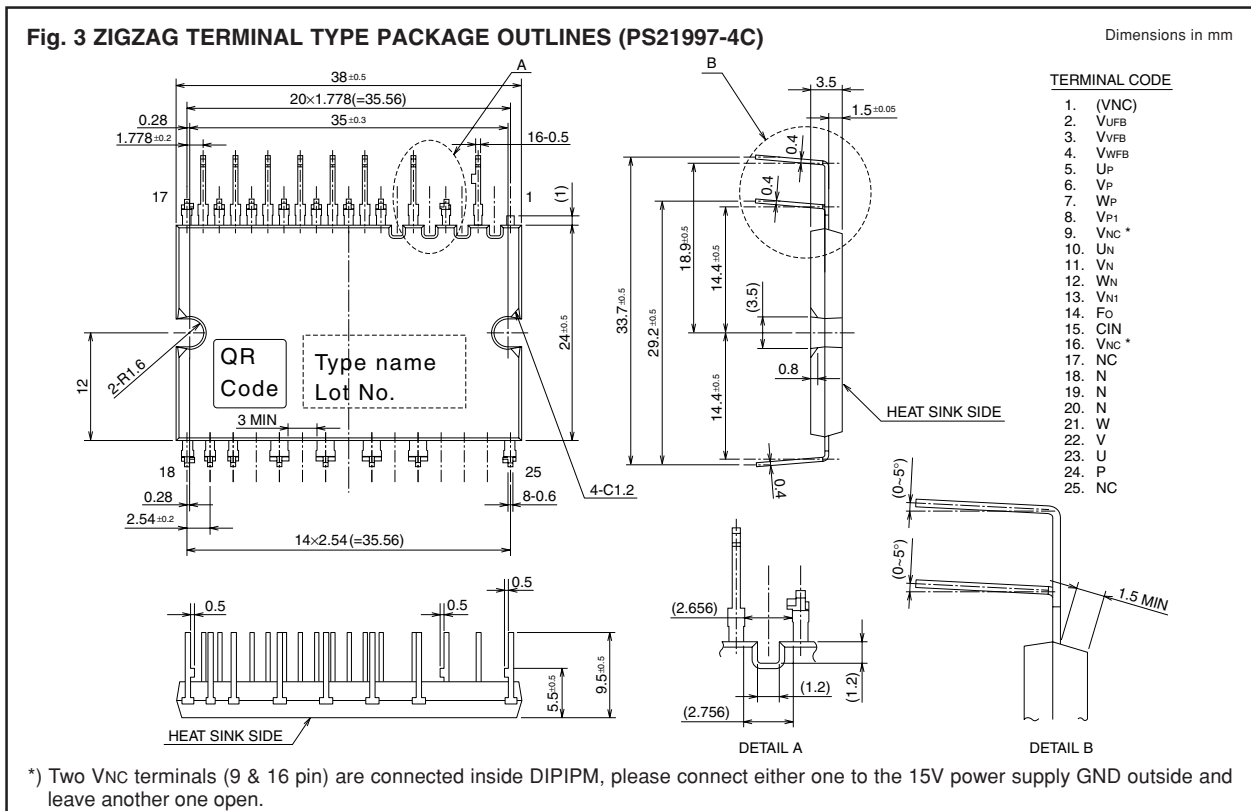 Fig. 3 ZIGZAG TERMINAL TYPE PACKAGE OUTLINES (PS21997-4C)
Dimensions in mm
A
38±0.5
20×1.778(=35.56)
0.28
35±0.3
1.778±0.2
16-0.5
17
1
(1)
24±0.5
12
2-R1.6
QR
Code
Type name
Lot No.
3 MIN
18
25
0.28
2.54±0.2
4-C1.2
8-0.6
14×2.54(=35.56)
B
3.5
1.5±0.05
0.4
0.4
18.9±0.5
14.4±0.5
33.7±0.5
29.2±0.5
(3.5)
0.8
14.4±0.5
HEAT SINK SIDE
0.4
TERMINAL CODE
1. (VNC)
2. VUFB
3. VVFB
4. VWFB
5. UP
6. VP
7. WP
8. VP1
9. VNC *
10. UN
11. VN
12. WN
13. VN1
14. FO
15. CIN
16. VNC *
17. NC
18. N
19. N
20. N
21. W
22. V
23. U
24. P
25. NC
0.5
0.5
0.5
0.5
5.5±0.5
9.5±0.5
HEAT SINK SIDE
(2.656)
(1.2)
(1.2)
(2.756)
DETAIL A
(0~5°)
(0~5°)
1.5 MIN
DETAIL B
*) Two VNC terminals (9 & 16 pin) are connected inside DIPIPM, please connect either one to the 15V power supply GND outside and
leave another one open.